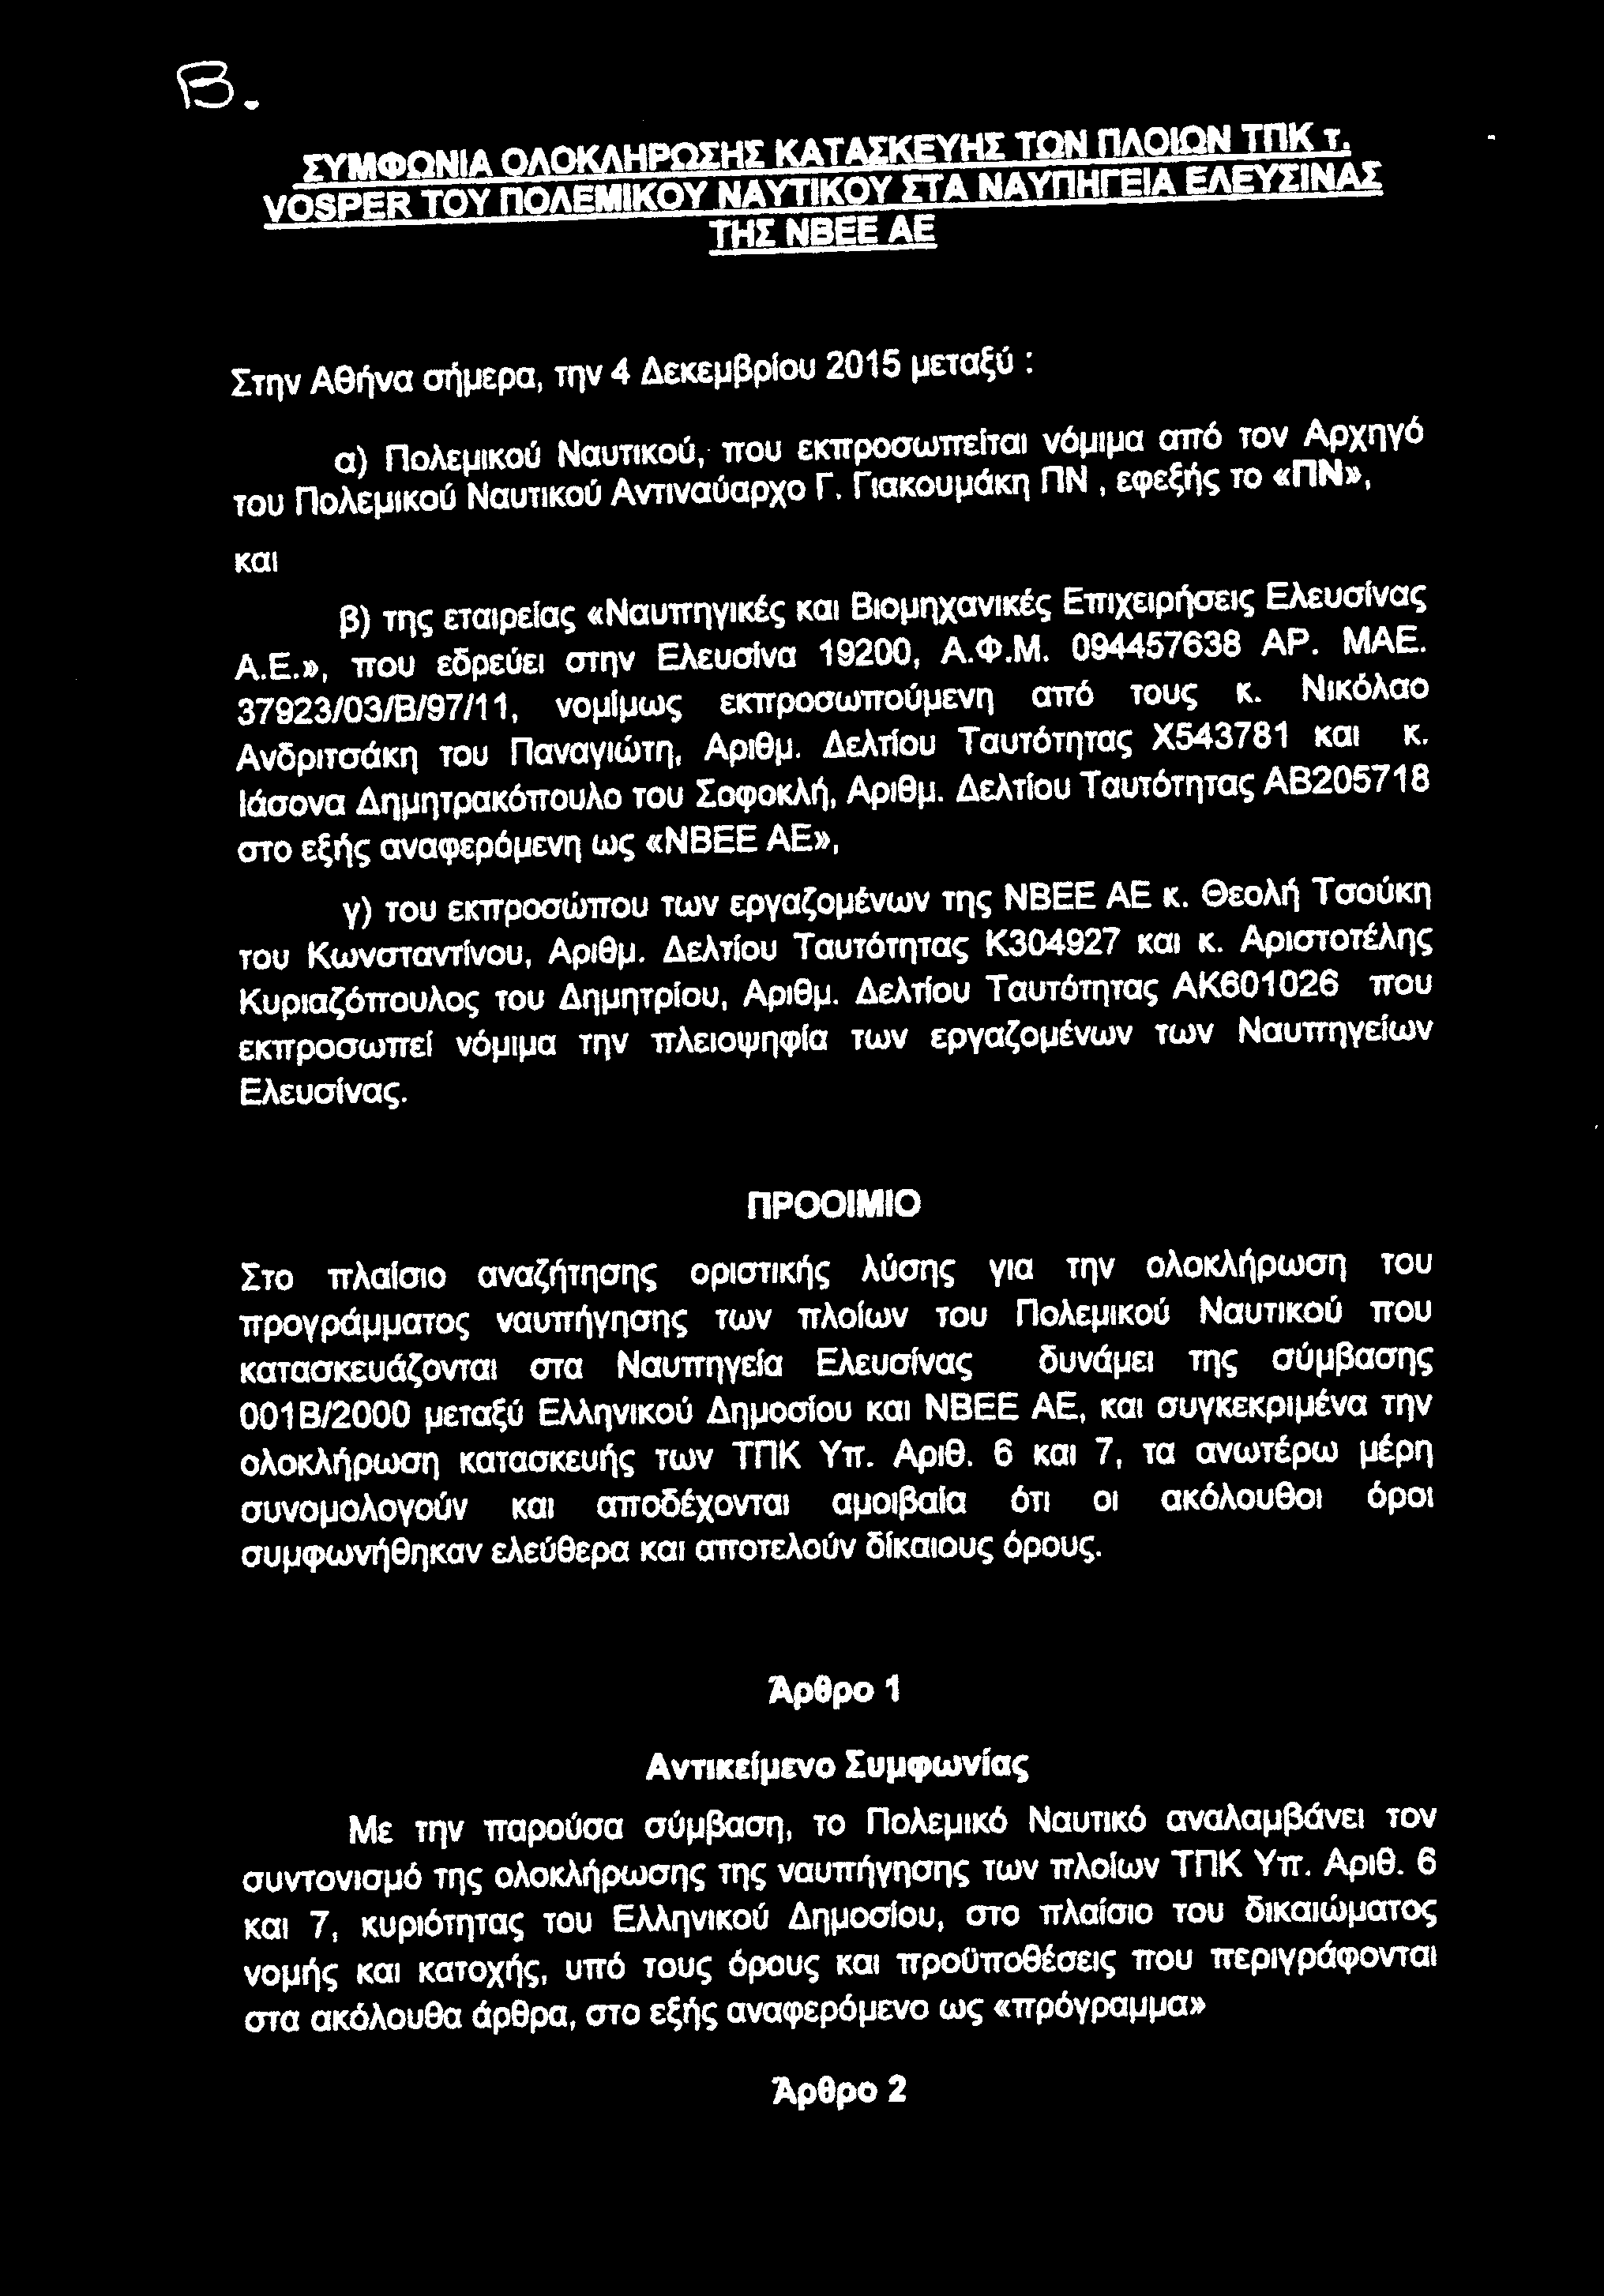 B.
ΣΥΜΦΩΝΙΑ ΟΛΟΚΛΗΡΩΣΗΣ ΚΑΤΑΣΚΕΥΗΣ ΤΩΝ ΠΛΟΙΩΝ ΤΠΚ τ.
VOSPER ΤΟΥ ΠΟΛΕΜΙΚΟΥ ΝΑΥΤΙΚΟΥ ΣΤΑ ΝΑΥΠΗΓΕΙΑ ΕΛΕΥΣΙΝΑΣ
ΤΗΣ ΝΒΕΕ ΑΕ
Στην Αθήνα σήμερα, την 4 Δεκεμβρίου 2015 μεταξύ :
α) Πολεμικού Ναυτικού, που εκπροσωπείται νόμιμα από τον Αρχηγό
του Πολεμικού Ναυτικού Αντιναύαρχο Γ. Γιακουμάκη ΠΝ , εφεξής το «ΠΝ»,
και
β) της εταιρείας «Ναυπηγικές και Βιομηχανικές Επιχειρήσεις Ελευσίνας
Α.Ε.», που εδρεύει στην Ελευσίνα 19200, Α.Φ.Μ. 094457638 ΑΡ. ΜΑΕ.
37923/03/Β/97/11, νομίμως εκπροσωπούμενη από τους κ. Νικόλαο
Ανδριτσάκη του Παναγιώτη, Αριθμ. Δελτίου Ταυτότητας Χ543781 και κ.
Ιάσονα Δημητρακόπουλο του Σοφοκλή, Αριθμ. Δελτίου Ταυτότητας ΑΒ205718
στο εξής αναφερόμενη ως «ΝΒΕΕ ΑΕ»,
γ) του εκπροσώπου των εργαζομένων της ΝΒΕΕ ΑΕ κ. Θεολή Τσούκη
του Κωνσταντίνου, Αριθμ. Δελτίου Ταυτότητας Κ304927 και κ. Αριστοτέλης
Κυριαζόπουλος του Δημητρίου, Αριθμ. Δελτίου Ταυτότητας ΑΚ601026 που
εκπροσωπεί νόμιμα την πλειοψηφία των εργαζομένων των Ναυπηγείων
Ελευσίνας.
ΠΡΟΟΙΜΙΟ
Στο πλαίσιο αναζήτησης οριστικής λύσης για την ολοκλήρωση του
προγράμματος ναυπήγησης των πλοίων του Πολεμικού Ναυτικού που
κατασκευάζονται στα Ναυπηγεία Ελευσίνας δυνάμει της σύμβασης
001Β/2000 μεταξύ Ελληνικού Δημοσίου και ΝΒΕΕ ΑΕ, και συγκεκριμένα την
ολοκλήρωση κατασκευής των ΤΠΚ Υπ. Αριθ. 6 και 7, τα ανωτέρω μέρη
συνομολογούν και αποδέχονται αμοιβαία ότι οι ακόλουθοι όροι
συμφωνήθηκαν ελεύθερα και αποτελούν δίκαιους όρους.
Άρθρο 1
Αντικείμενο Συμφωνίας
Με την παρούσα σύμβαση, το Πολεμικό Ναυτικό αναλαμβάνει τον
συντονισμό της ολοκλήρωσης της ναυπήγησης των πλοίων ΤΠΚ Υπ. Αριθ. 6
και 7, κυριότητας του Ελληνικού Δημοσίου, στο πλαίσιο του δικαιώματος
νομής και κατοχής, υπό τους όρους και προϋποθέσεις που περιγράφονται
στα ακόλουθα άρθρα, στο εξής αναφερόμενο ως «πρόγραμμα»
Άρθρο 2